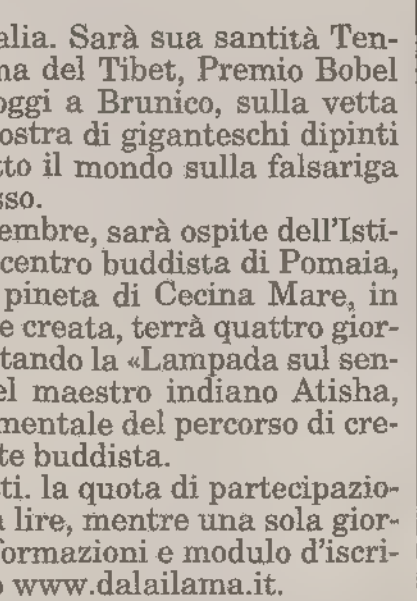 alia. Sarà sua santità Ten-
ma del Tibet, Premio Bobel
oggi a Brunico, sulla vetta
ostra di giganteschi dipinti
tto il mondo sulla falsariga
sso.
embre, sarà ospite dell'Isti-
centro buddista di Pomaia,
pineta di Cecina Mare, in
e creata, terrà quattro gior-
tando la «Lampada sul sen-
el maestro indiano Atisha,
mentale del percorso di cre-
te buddista.
ti. la quota di partecipazio-
a lire, mentre una sola gior-
formazioni e modulo d'iscri-
o www.dalailama.it.